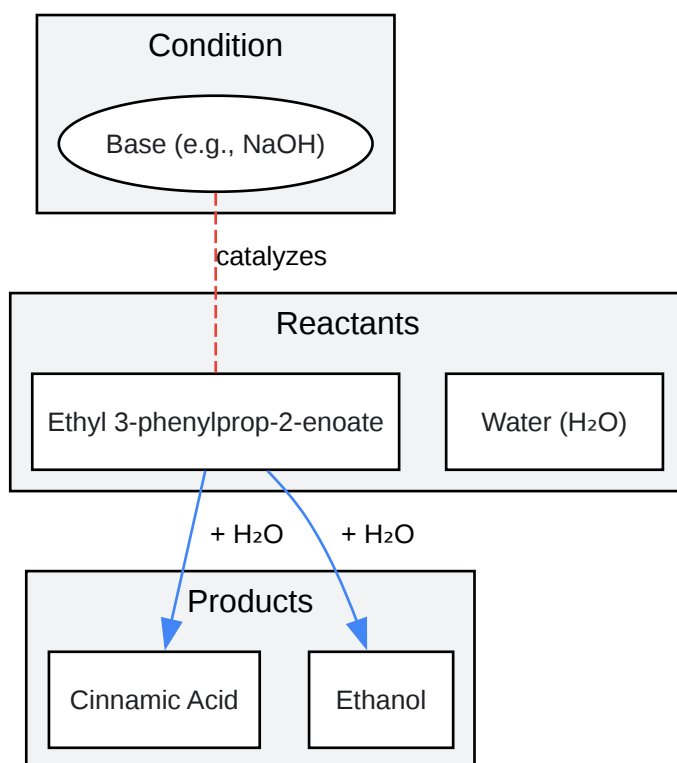 Condition
Base (e.g., NaOH)
catalyzes
Reactants
Ethyl 3-phenylprop-2-enoate
Water (H₂O)
+ H₂O
+ H₂O
Products
Cinnamic Acid
Ethanol